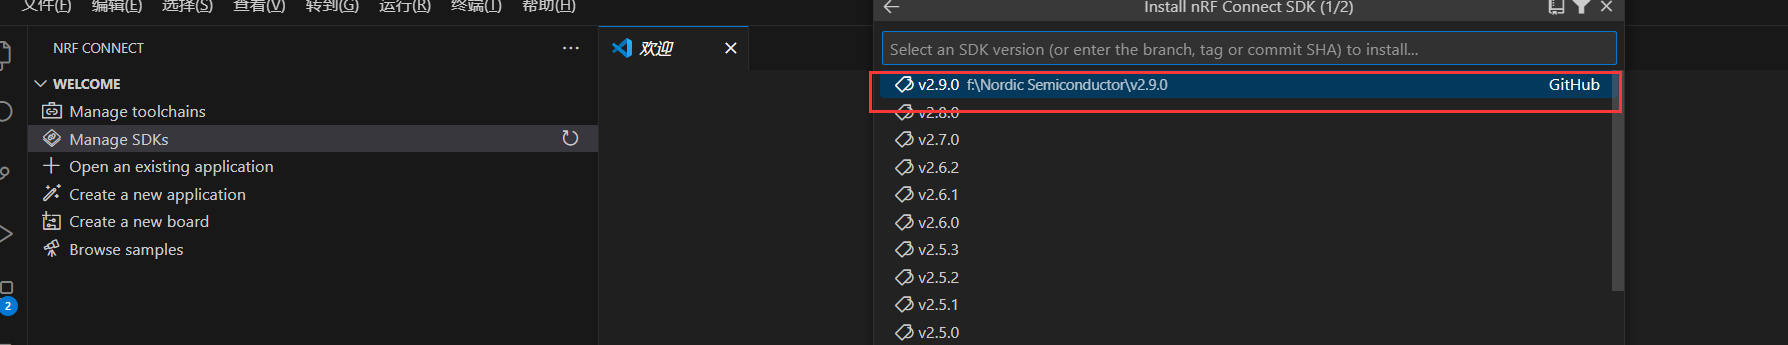 文件(F) 编辑(E) 选择(S) 查看(V) 转到(G) 运行(R) 终端(T) 帮助(H)
Install nRF Connect SDK (1/2)
NRF CONNECT
欢迎
Select an SDK version (or enter the branch, tag or commit SHA) to install...
WELCOME
Manage toolchains
Manage SDKs
Open an existing application
Create a new application
Create a new board
Browse samples
v2.9.0 f:\Nordic Semiconductor\v2.9.0 GitHub
v2.8.0
v2.7.0
v2.6.2
v2.6.1
v2.6.0
v2.5.3
v2.5.2
v2.5.1
v2.5.0
2